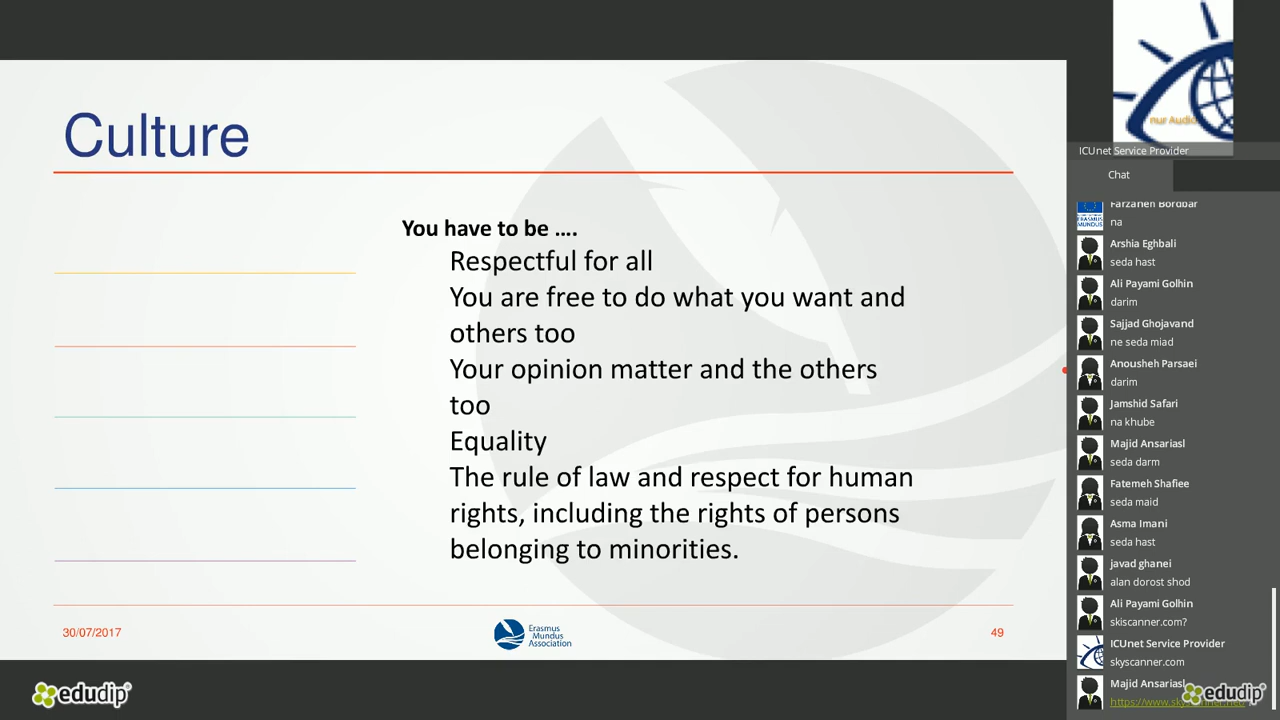 Culture
You have to be ....
Respectful for all
You are free to do what you want and
others too
Your opinion matter and the others
too
Equality
The rule of law and respect for human
rights, including the rights of persons
belonging to minorities.
30/07/2017
Erasmus
Mundus
Association
49
edudip
nur Audio
ICUnet Service Provider
Chat
Farzaneh Bordbar
na
Arshia Eghbali
seda hast
Ali Payami Golhin
darim
Sajjad Ghojavand
ne seda miad
Anousheh Parsaei
darim
Jamshid Safari
na khube
Majid Ansariasl
seda darm
Fatemeh Shafiee
seda maid
Asma Imani
seda hast
javad ghanei
alan dorost shod
Ali Payami Golhin
skiscanner.com?
ICUnet Service Provider
skyscanner.com
Majid Ansariasl
edudip